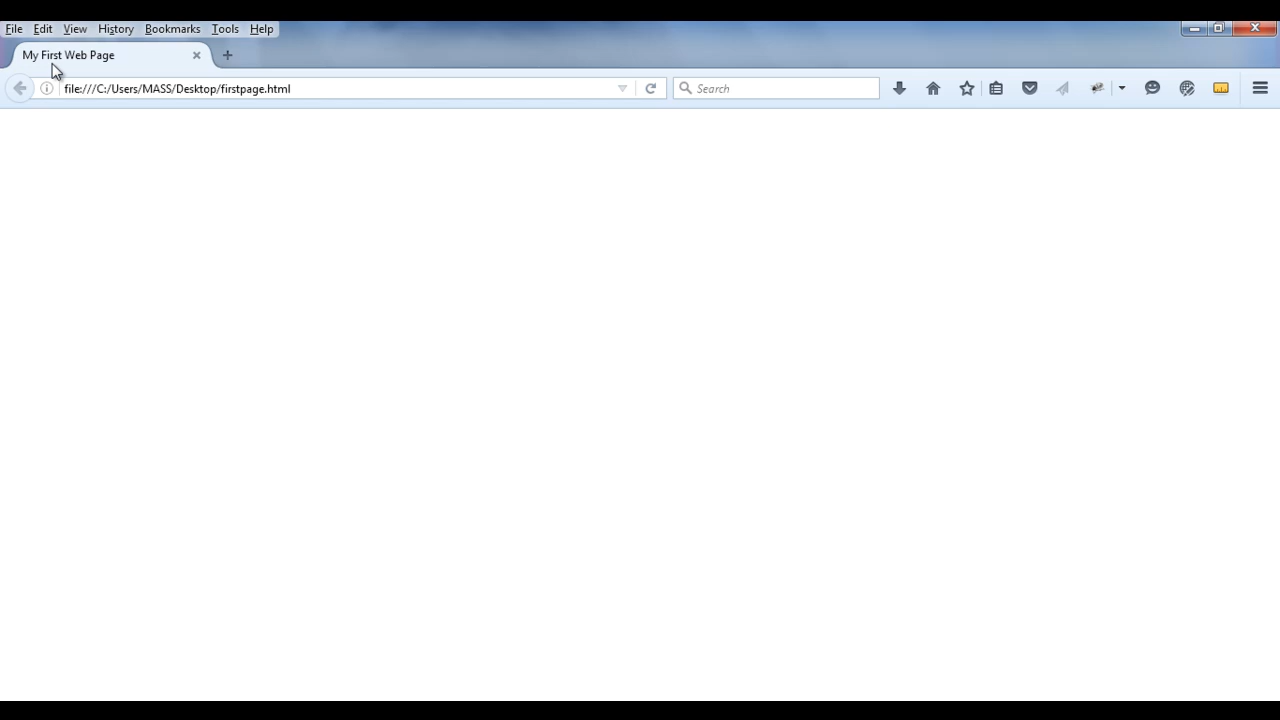 File Edit View History Bookmarks Tools Help
My First Web Page
file:///C:/Users/MASS/Desktop/firstpage.html
Search